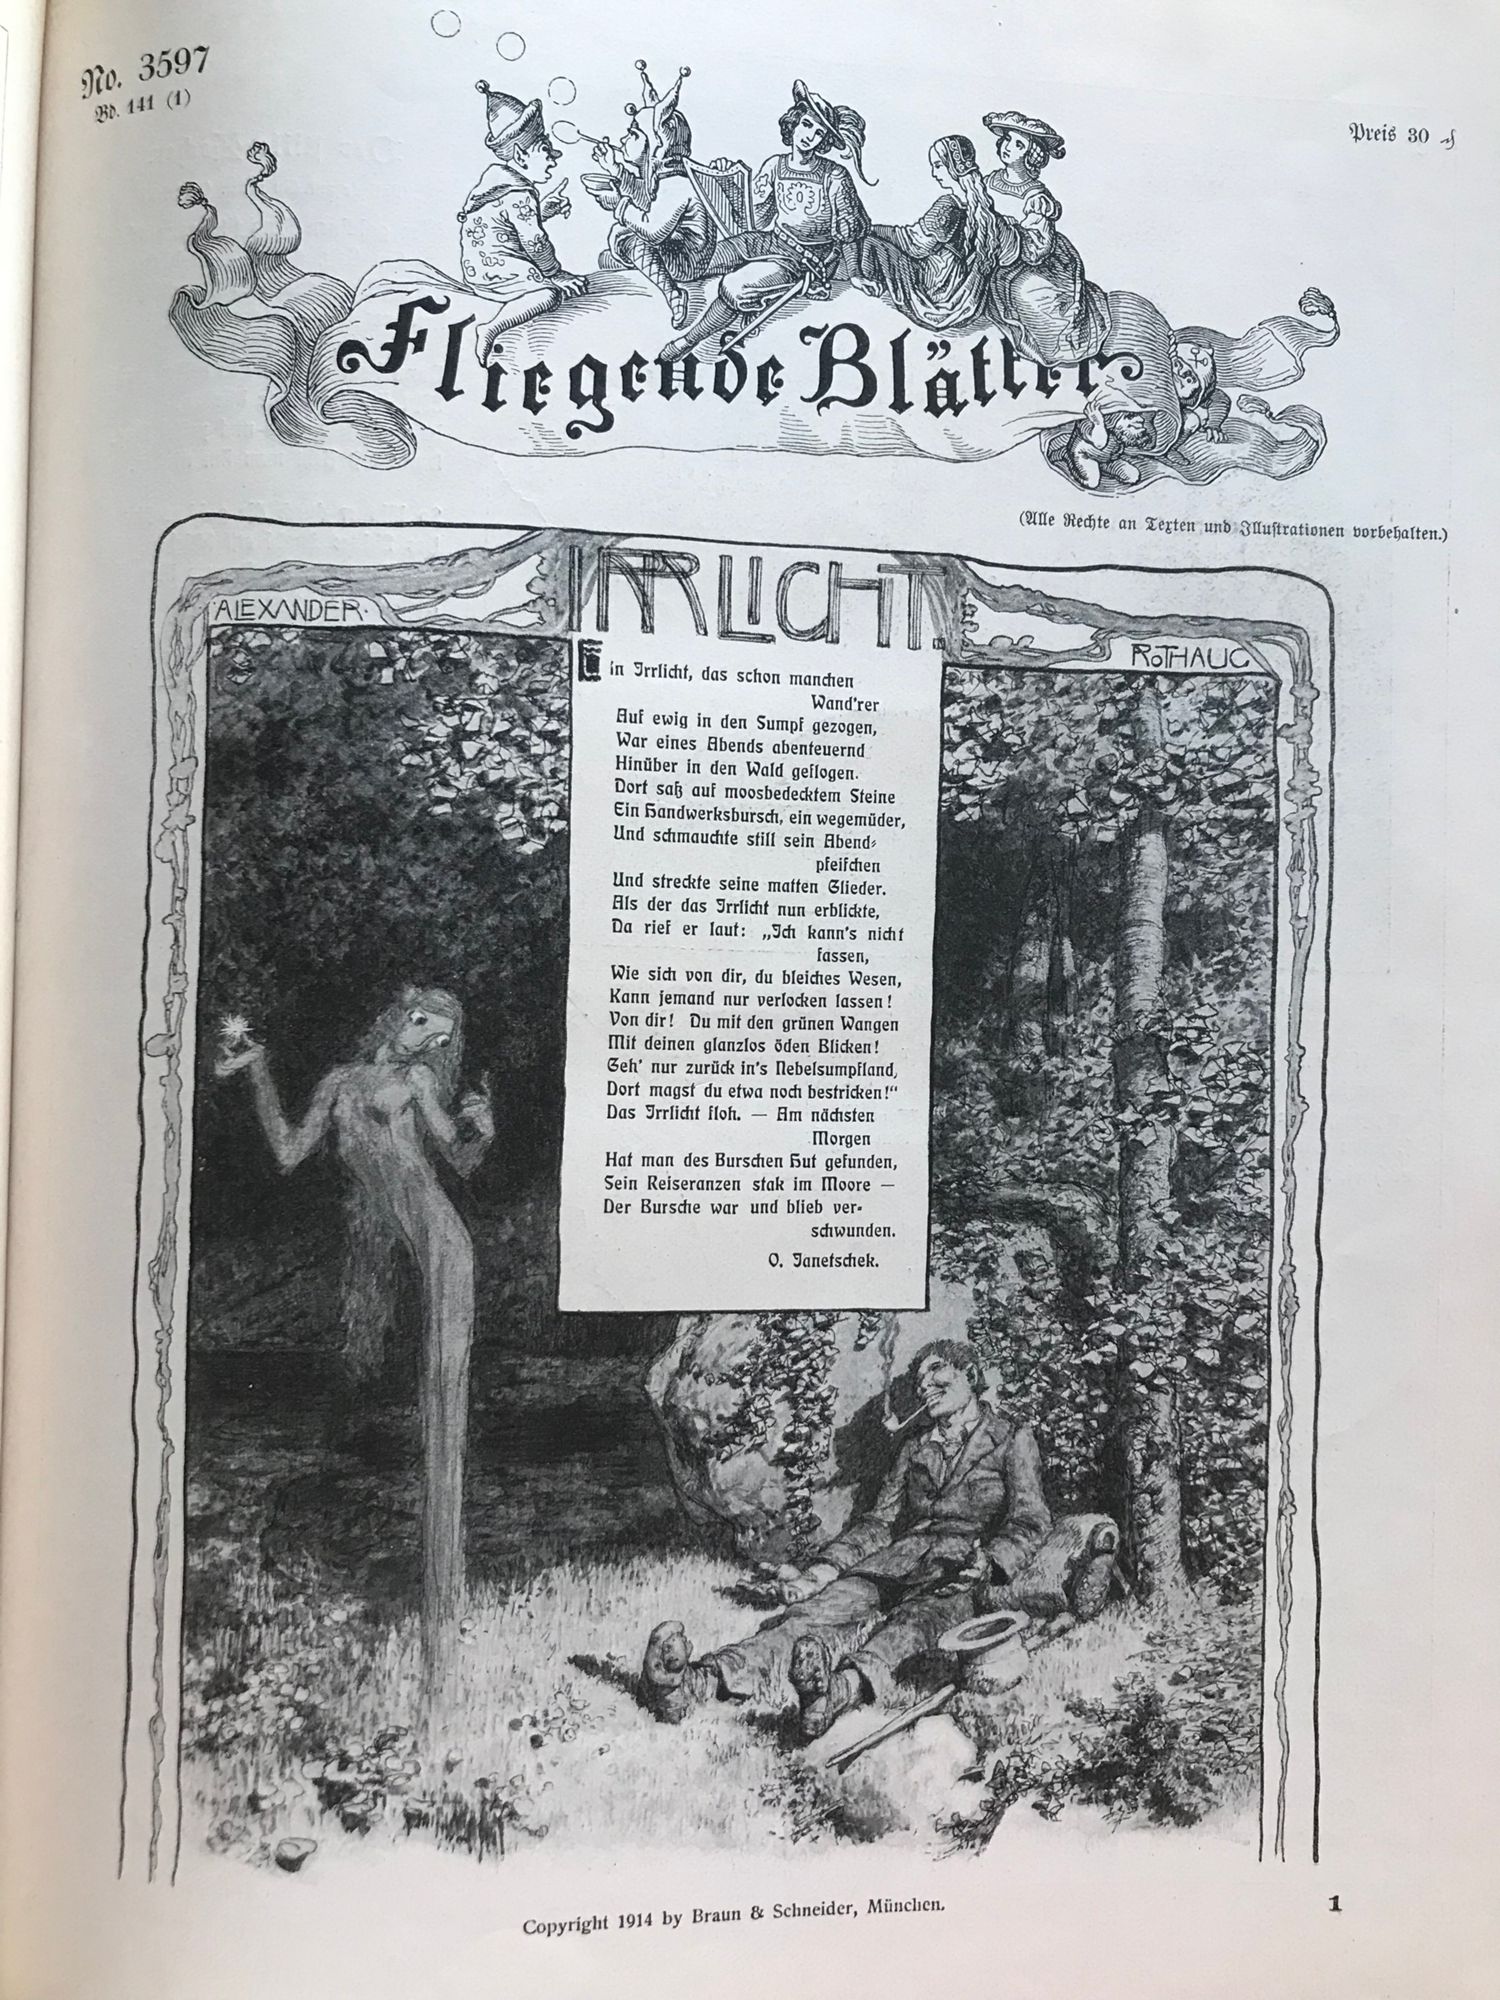 No. 3597
Bd. 141 (1)
Preis 30 ₰
Fliegende Blätter
(Alle Rechte an Texten und Illustrationen vorbehalten.)
IRRLICHT.
ALEXANDER
ROTHAUG
Ein Irrlicht, das schon manchen
Wand'rer
Auf ewig in den Sumpf gezogen,
War eines Abends abenteuernd
Hinüber in den Wald geflogen.
Dort saß auf moosbedecktem Steine
Ein Handwerksbursch, ein wegemüder,
Und schmauchte still sein Abend-
pfeifchen
Und streckte seine matten Glieder.
Als der das Irrlicht nun erblickte,
Da rief er laut: „Ich kann's nicht
fassen,
Wie sich von dir, du bleiches Wesen,
Kann jemand nur verlocken lassen!
Von dir! Du mit den grünen Wangen
Mit deinen glanzlos öden Blicken!
Geh' nur zurück in's Nebelsumpfland,
Dort magst du etwa noch bestricken!“
Das Irrlicht floh. — Am nächsten
Morgen
Hat man des Burschen Hut gefunden,
Sein Reiseranzen stak im Moore —
Der Bursche war und blieb ver-
schwunden.
O. Janetschek.
Copyright 1914 by Braun & Schneider, München.
1